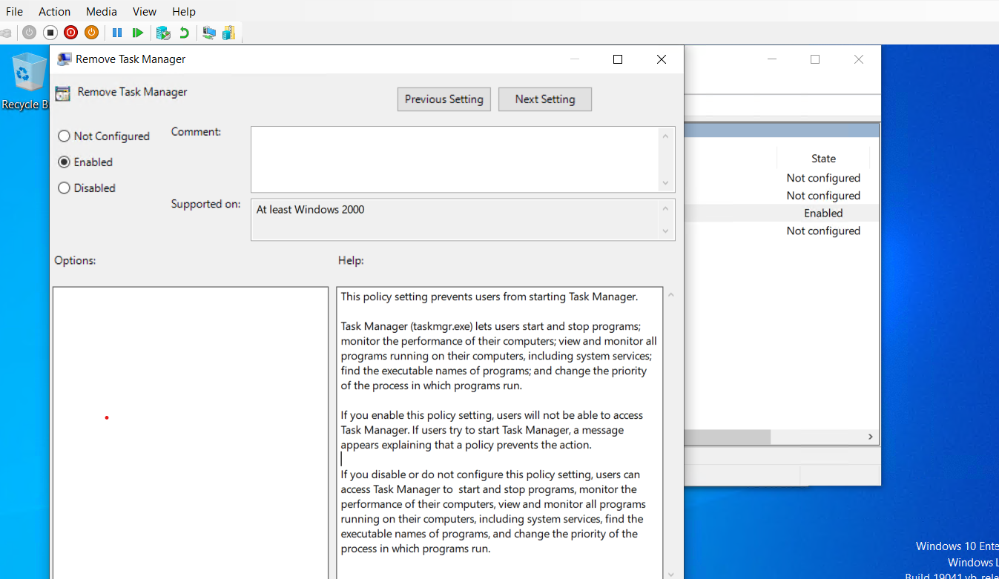 File Action Media View Help
Recycle B
Remove Task Manager
Remove Task Manager
Previous Setting Next Setting
Not Configured
Enabled
Disabled
Comment:
Supported on:
At least Windows 2000
Options:
Help:
This policy setting prevents users from starting Task Manager.
Task Manager (taskmgr.exe) lets users start and stop programs;
monitor the performance of their computers; view and monitor all
programs running on their computers, including system services;
find the executable names of programs; and change the priority
of the process in which programs run.
If you enable this policy setting, users will not be able to access
Task Manager. If users try to start Task Manager, a message
appears explaining that a policy prevents the action.
If you disable or do not configure this policy setting, users can
access Task Manager to  start and stop programs, monitor the
performance of their computers, view and monitor all programs
running on their computers, including system services, find the
executable names of programs, and change the priority of the
process in which programs run.
State
Not configured
Not configured
Enabled
Not configured
Windows 10 Ente
Windows L
Build 19041.vb_rele